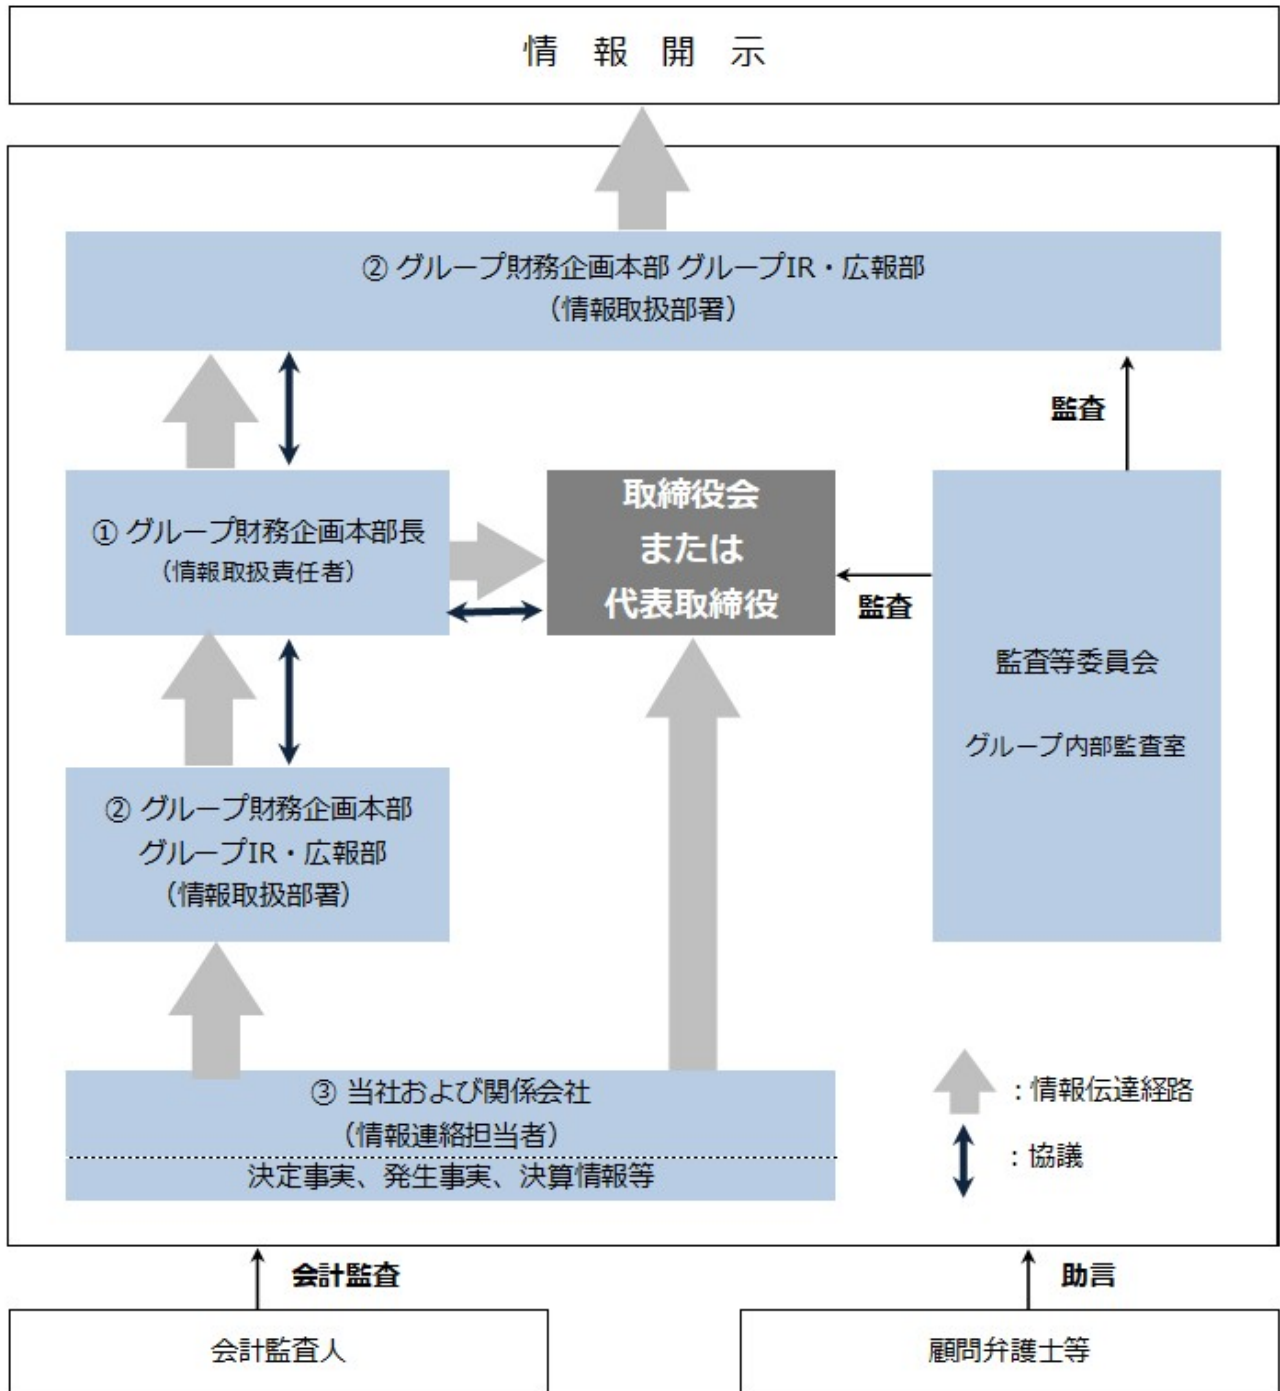 情 報 開 示
② グループ財務企画本部 グループIR・広報部
（情報取扱部署）
監査
① グループ財務企画本部長
（情報取扱責任者）
取締役会
または
代表取締役
監査
監査等委員会
グループ内部監査室
② グループ財務企画本部
グループIR・広報部
（情報取扱部署）
③ 当社および関係会社
（情報連絡担当者）
決定事実、発生事実、決算情報等
：情報伝達経路
：協議
会計監査
助言
会計監査人
顧問弁護士等